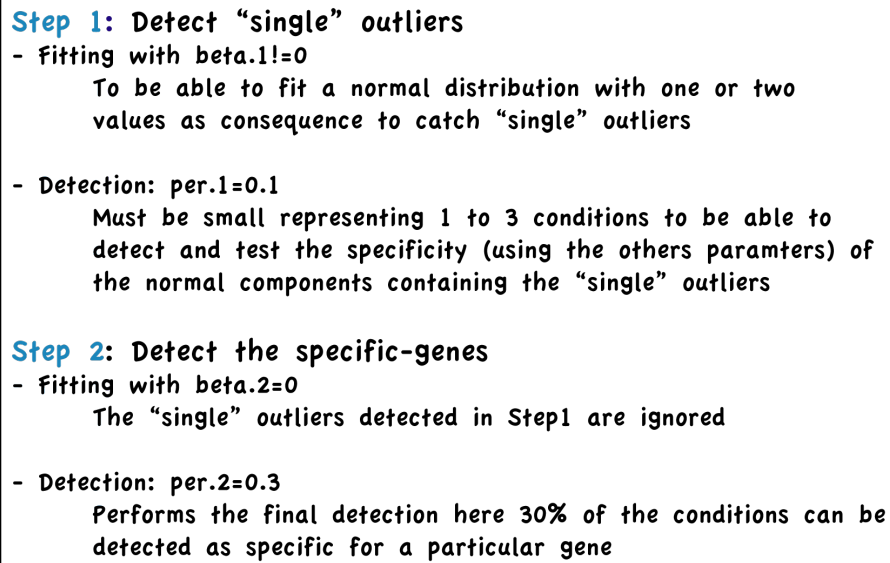 Step 1: Detect “single” outliers
- Fitting with beta.1!=0
To be able to fit a normal distribution with one or two
values as consequence to catch “single” outliers
- Detection: per.1=0.1
Must be small representing 1 to 3 conditions to be able to
detect and test the specificity (using the others paramters) of
the normal components containing the “single” outliers
Step 2: Detect the specific-genes
- Fitting with beta.2=0
The “single” outliers detected in Step1 are ignored
- Detection: per.2=0.3
Performs the final detection here 30% of the conditions can be
detected as specific for a particular gene